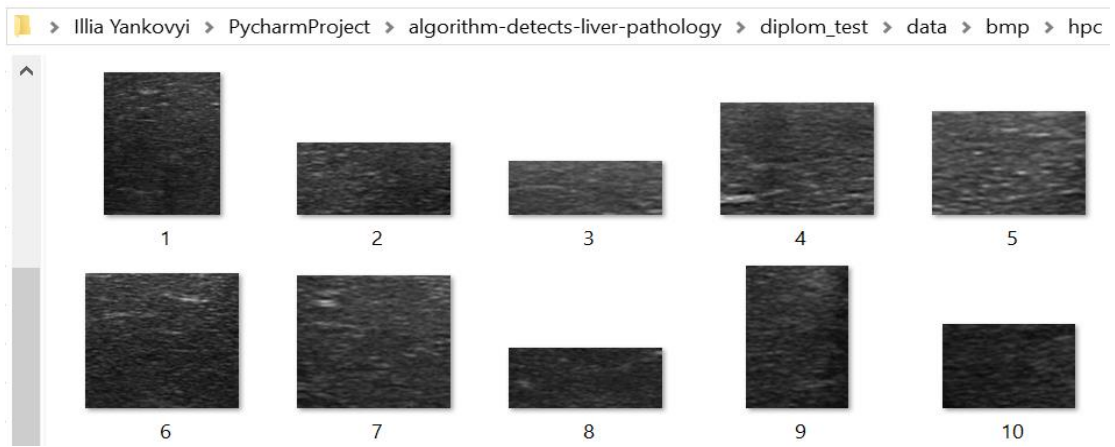 Illia Yankovyi > PycharmProject > algorithm-detects-liver-pathology > diplom_test > data > bmp > hpc
1 2 3 4 5
6 7 8 9 10